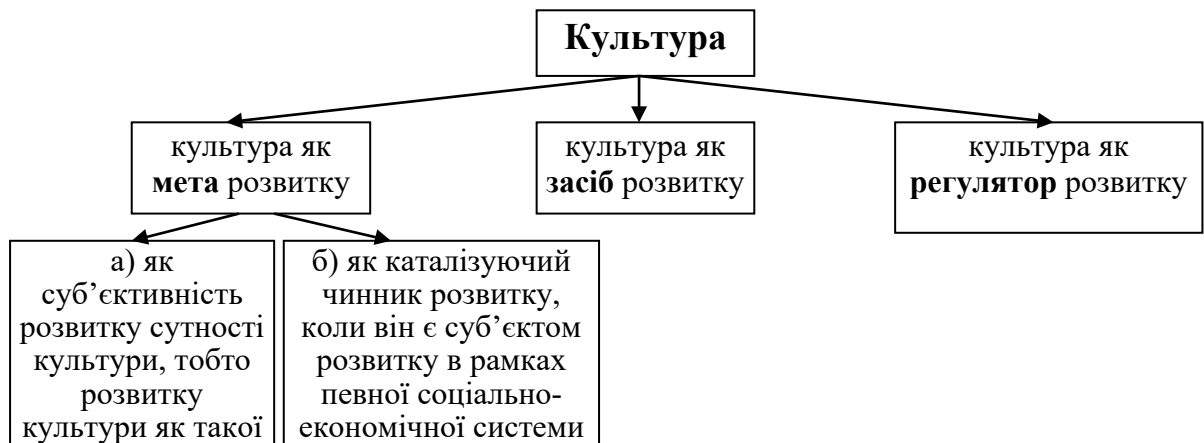 Культура
культура як
мета розвитку
культура як
засіб розвитку
культура як
регулятор розвитку
а) як
суб’єктивність
розвитку сутності
культури, тобто
розвитку
культури як такої
б) як каталізуючий
чинник розвитку,
коли він є суб’єктом
розвитку в рамках
певної соціально-
економічної системи